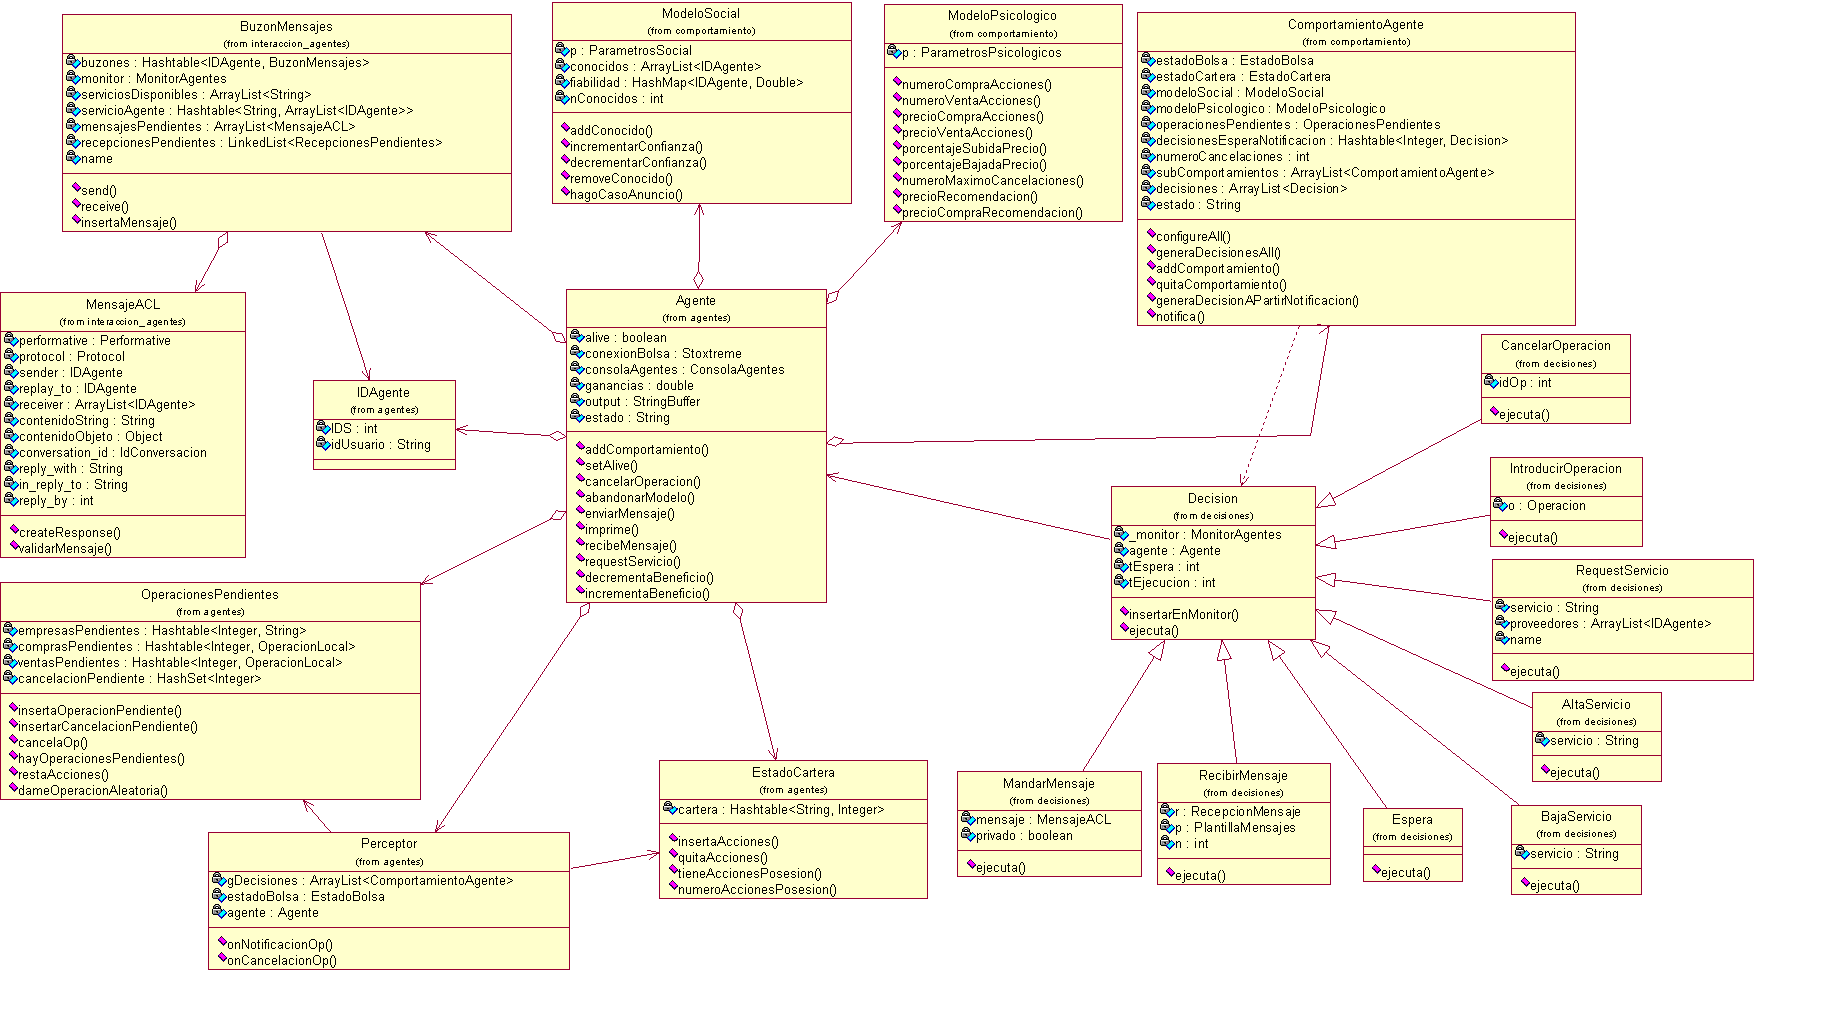 BuzonMensajes
(from interaccion_agentes)
buzones : Hashtable<IDAgente, BuzonMensajes>
monitor : MonitorAgentes
serviciosDisponibles : ArrayList<String>
servicioAgente : Hashtable<String, ArrayList<IDAgente>>
mensajesPendientes : ArrayList<MensajeACL>
recepcionesPendientes : LinkedList<RecepcionesPendientes>
name
send()
receive()
insertaMensaje()
ModeloSocial
(from comportamiento)
p : ParametrosSocial
conocidos : ArrayList<IDAgente>
fiabilidad : HashMap<IDAgente, Double>
nConocidos : int
addConocido()
incrementarConfianza()
decrementarConfianza()
removeConocido()
hagoCasoAnuncio()
ModeloPsicologico
(from comportamiento)
p : ParametrosPsicologicos
numeroCompraAcciones()
numeroVentaAcciones()
precioCompraAcciones()
precioVentaAcciones()
porcentajeSubidaPrecio()
porcentajeBajadaPrecio()
numeroMaximoCancelaciones()
precioRecomendacion()
precioCompraRecomendacion()
ComportamientoAgente
(from comportamiento)
estadoBolsa : EstadoBolsa
estadoCartera : EstadoCartera
modeloSocial : ModeloSocial
modeloPsicologico : ModeloPsicologico
operacionesPendientes : OperacionesPendientes
decisionesEsperaNotificacion : Hashtable<Integer, Decision>
numeroCancelaciones : int
subComportamientos : ArrayList<ComportamientoAgente>
decisiones : ArrayList<Decision>
estado : String
configureAll()
generaDecisionesAll()
addComportamiento()
quitaComportamiento()
generaDecisionAPartirNotificacion()
notifica()
MensajeACL
(from interaccion_agentes)
performative : Performative
protocol : Protocol
sender : IDAgente
replay_to : IDAgente
receiver : ArrayList<IDAgente>
contenidoString : String
contenidoObjeto : Object
conversation_id : IdConversacion
reply_with : String
in_reply_to : String
reply_by : int
createResponse()
validarMensaje()
IDAgente
(from agentes)
IDS : int
idUsuario : String
Agente
(from agentes)
alive : boolean
conexionBolsa : Stoxtreme
consolaAgentes : ConsolaAgentes
ganancias : double
output : StringBuffer
estado : String
addComportamiento()
setAlive()
cancelarOperacion()
abandonarModelo()
enviarMensaje()
imprime()
recibeMensaje()
requestServicio()
decrementaBeneficio()
incrementaBeneficio()
CancelarOperacion
(from decisiones)
idOp : int
ejecuta()
IntroducirOperacion
(from decisiones)
o : Operacion
ejecuta()
Decision
(from decisiones)
_monitor : MonitorAgentes
agente : Agente
tEspera : int
tEjecucion : int
insertarEnMonitor()
ejecuta()
RequestServicio
(from decisiones)
servicio : String
proveedores : ArrayList<IDAgente>
name
ejecuta()
AltaServicio
(from decisiones)
servicio : String
ejecuta()
OperacionesPendientes
(from agentes)
empresasPendientes : Hashtable<Integer, String>
comprasPendientes : Hashtable<Integer, OperacionLocal>
ventasPendientes : Hashtable<Integer, OperacionLocal>
cancelacionPendiente : HashSet<Integer>
insertaOperacionPendiente()
insertarCancelacionPendiente()
cancelaOp()
hayOperacionesPendientes()
restaAcciones()
dameOperacionAleatoria()
EstadoCartera
(from agentes)
cartera : Hashtable<String, Integer>
insertaAcciones()
quitaAcciones()
tieneAccionesPosesion()
numeroAccionesPosesion()
MandarMensaje
(from decisiones)
mensaje : MensajeACL
privado : boolean
ejecuta()
RecibirMensaje
(from decisiones)
r : RecepcionMensaje
p : PlantillaMensajes
n : int
ejecuta()
Espera
(from decisiones)
ejecuta()
BajaServicio
(from decisiones)
servicio : String
ejecuta()
Perceptor
(from agentes)
gDecisiones : ArrayList<ComportamientoAgente>
estadoBolsa : EstadoBolsa
agente : Agente
onNotificacionOp()
onCancelacionOp()